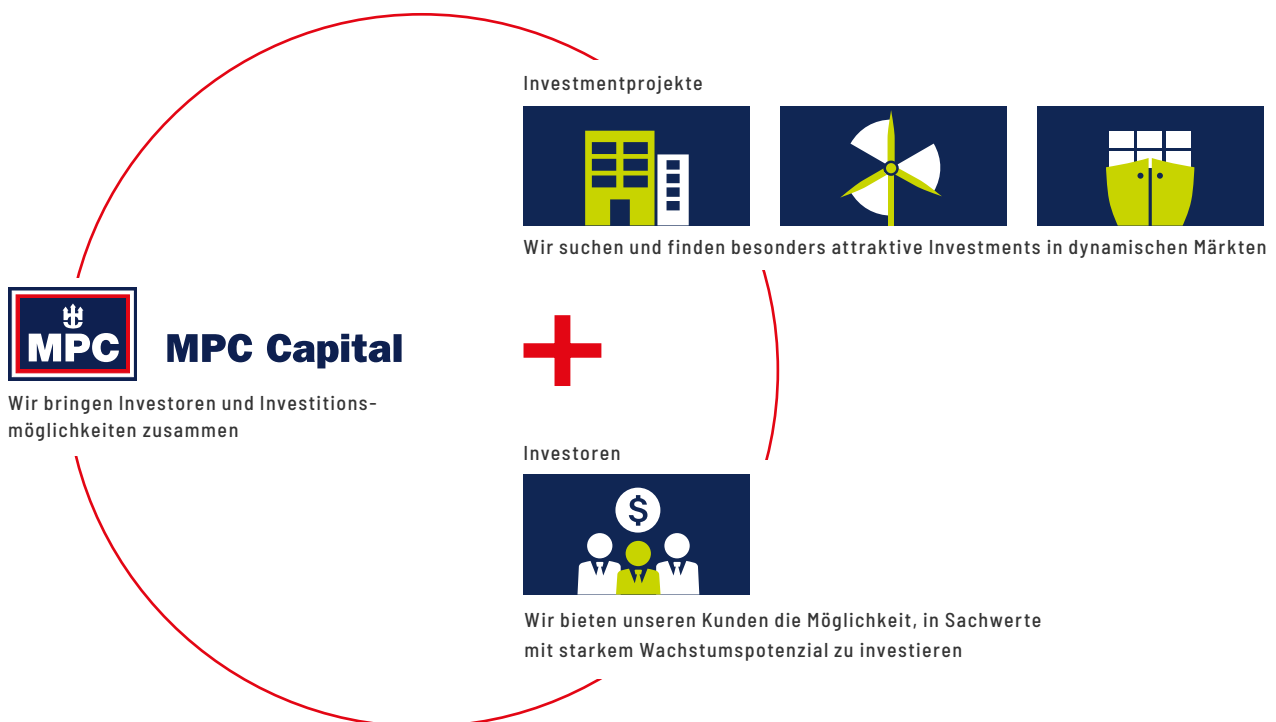 Investmentprojekte
Wir suchen und finden besonders attraktive Investments in dynamischen Märkten
MPC
MPC Capital
Wir bringen Investoren und Investitions-
möglichkeiten zusammen
Investoren
$
Wir bieten unseren Kunden die Möglichkeit, in Sachwerte
mit starkem Wachstumspotenzial zu investieren